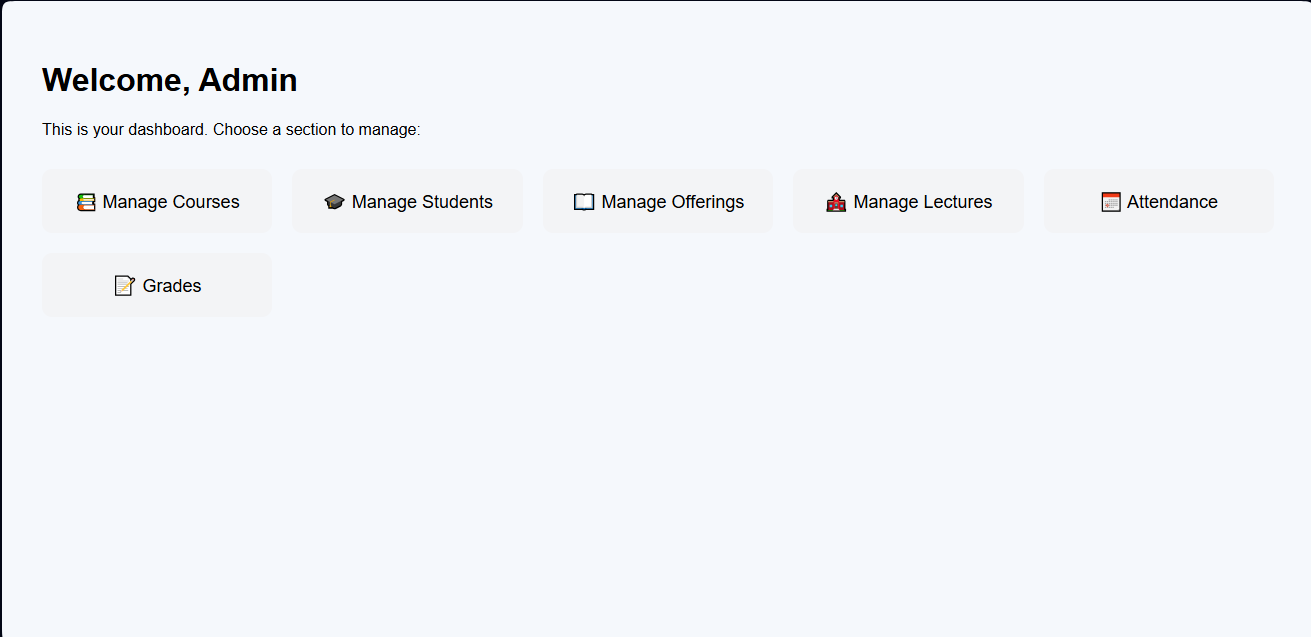 Welcome, Admin
This is your dashboard. Choose a section to manage:
Manage Courses
Manage Students
Manage Offerings
Manage Lectures
Attendance
Grades